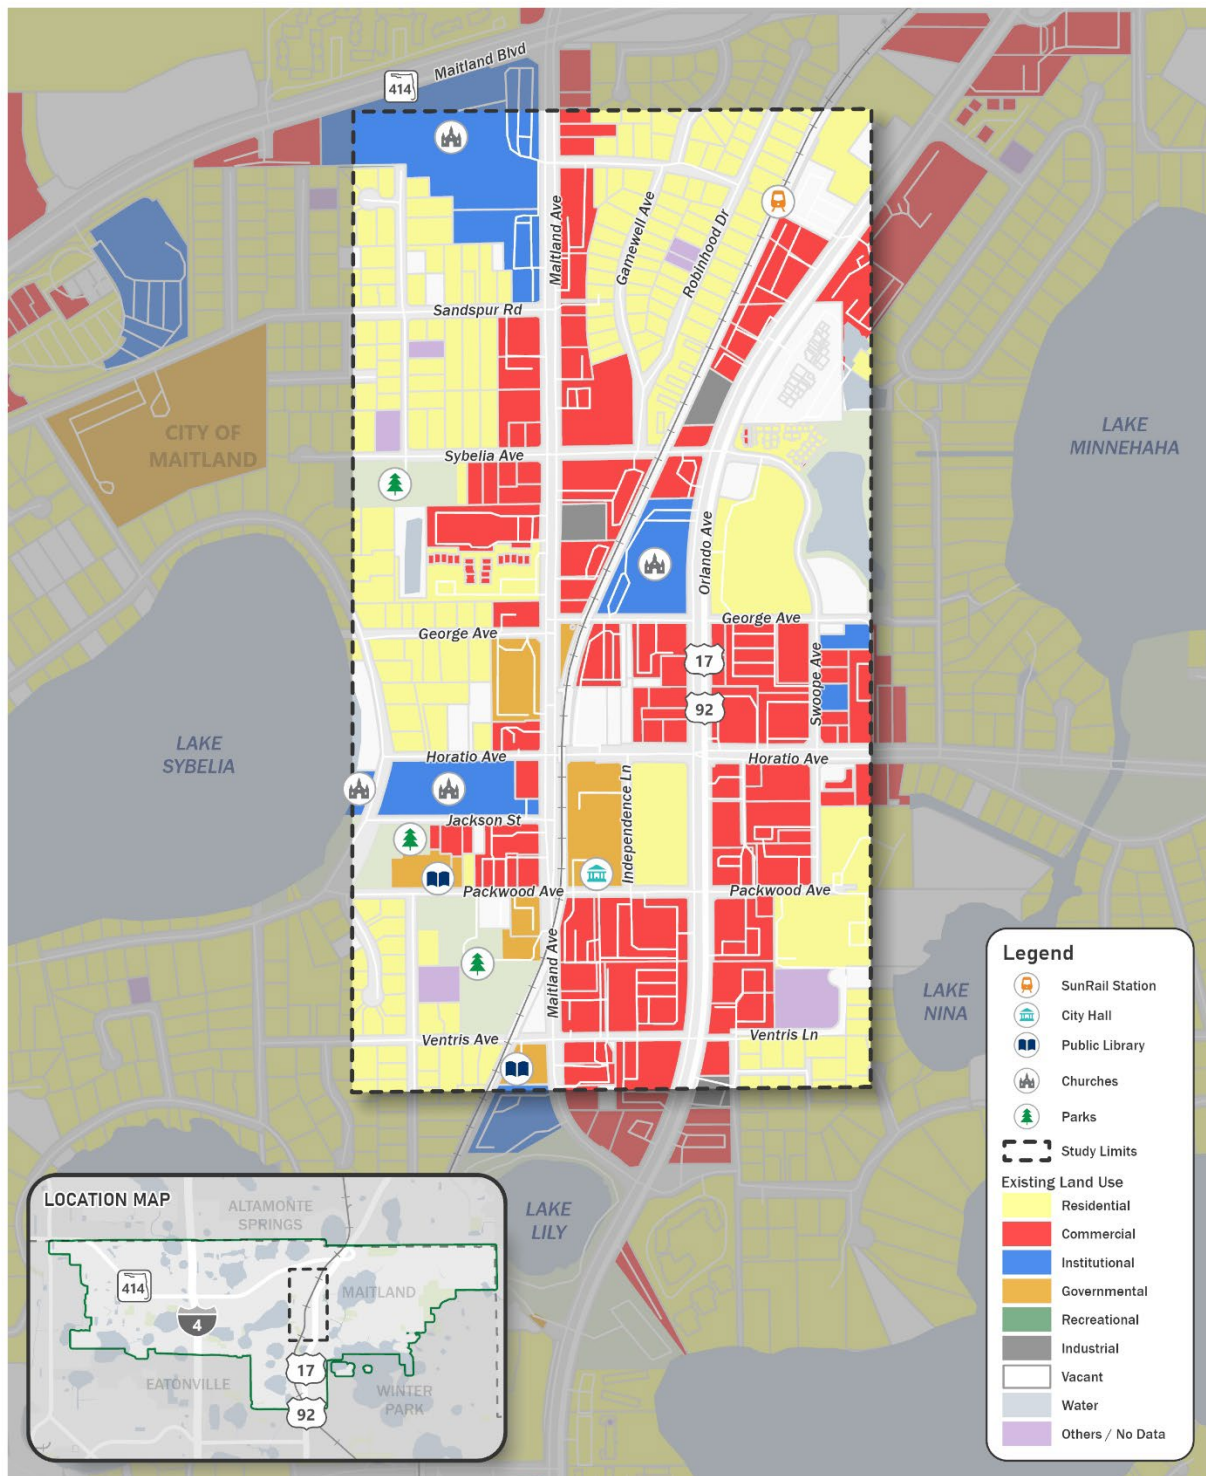 Maitland Blvd
414
Maitland Ave
Gamewell Ave
Robinhood Dr
Sandspur Rd
CITY OF
MAITLAND
LAKE
MINNEHAHA
Sybelia Ave
Orlando Ave
George Ave
George Ave
17
92
Swoope Ave
LAKE
SYBELIA
Horatio Ave
Horatio Ave
Independence Ln
Jackson St
Packwood Ave
Packwood Ave
Maitland Ave
LAKE
NINA
Ventris Ave
Ventris Ln
LAKE
LILY
Legend
SunRail Station
City Hall
Public Library
Churches
Parks
Study Limits
Existing Land Use
Residential
Commercial
Institutional
Governmental
Recreational
Industrial
Vacant
Water
Others / No Data
LOCATION MAP
ALTAMONTE
SPRINGS
414
MAITLAND
4
17
EATONVILLE
WINTER
PARK
92